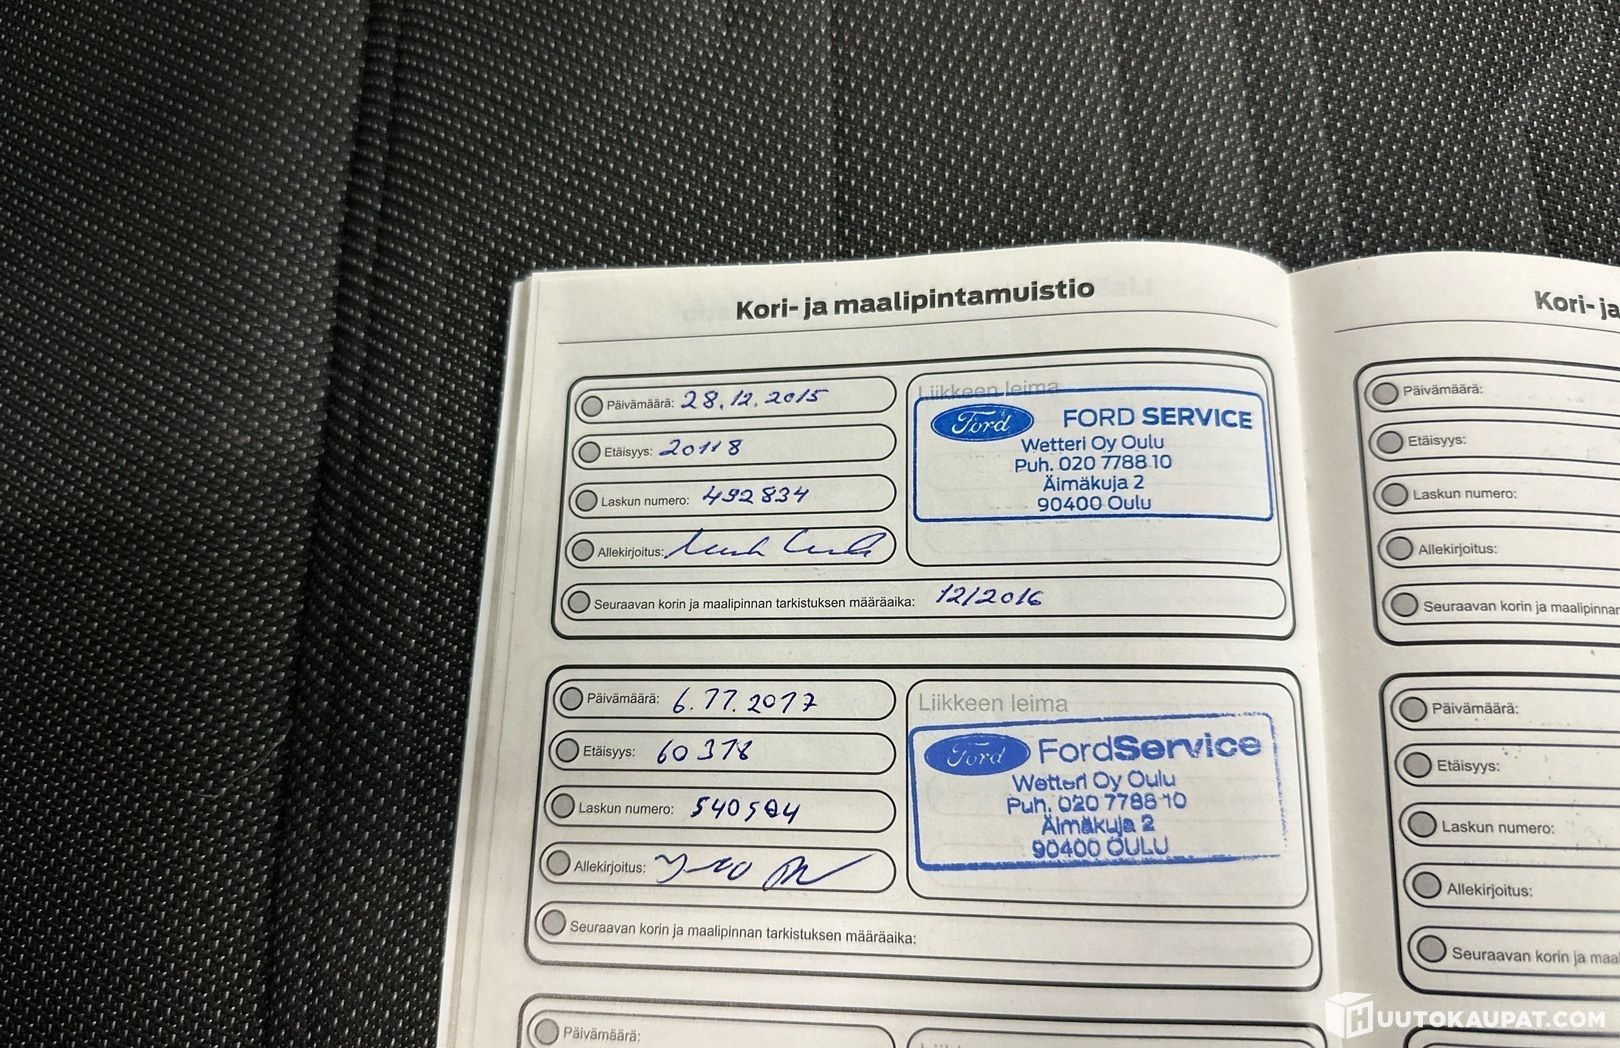 Kori- ja maalipintamuistio
Päivämäärä: 28.12.2015
Etäisyys: 20118
Laskun numero: 492834
Allekirjoitus:
Seuraavan korin ja maalipinnan tarkistuksen määräaika: 12/2016
Liikkeen leima
Ford FORD SERVICE
Wetteri Oy Oulu
Puh. 020 7788 10
Äimäkuja 2
90400 Oulu
Päivämäärä: 6.11.2017
Etäisyys: 60318
Laskun numero: 540504
Allekirjoitus:
Seuraavan korin ja maalipinnan tarkistuksen määräaika:
Liikkeen leima
Ford FordService
Wetteri Oy Oulu
Puh. 020 7788 10
Äimäkuja 2
90400 OULU
Päivämäärä:
Kori- ja
Päivämäärä:
Etäisyys:
Laskun numero:
Allekirjoitus:
Seuraavan korin ja maalipinnan
Päivämäärä:
Etäisyys:
Laskun numero:
Allekirjoitus:
Seuraavan korin ja maal
HUUTOKAUPAT.COM